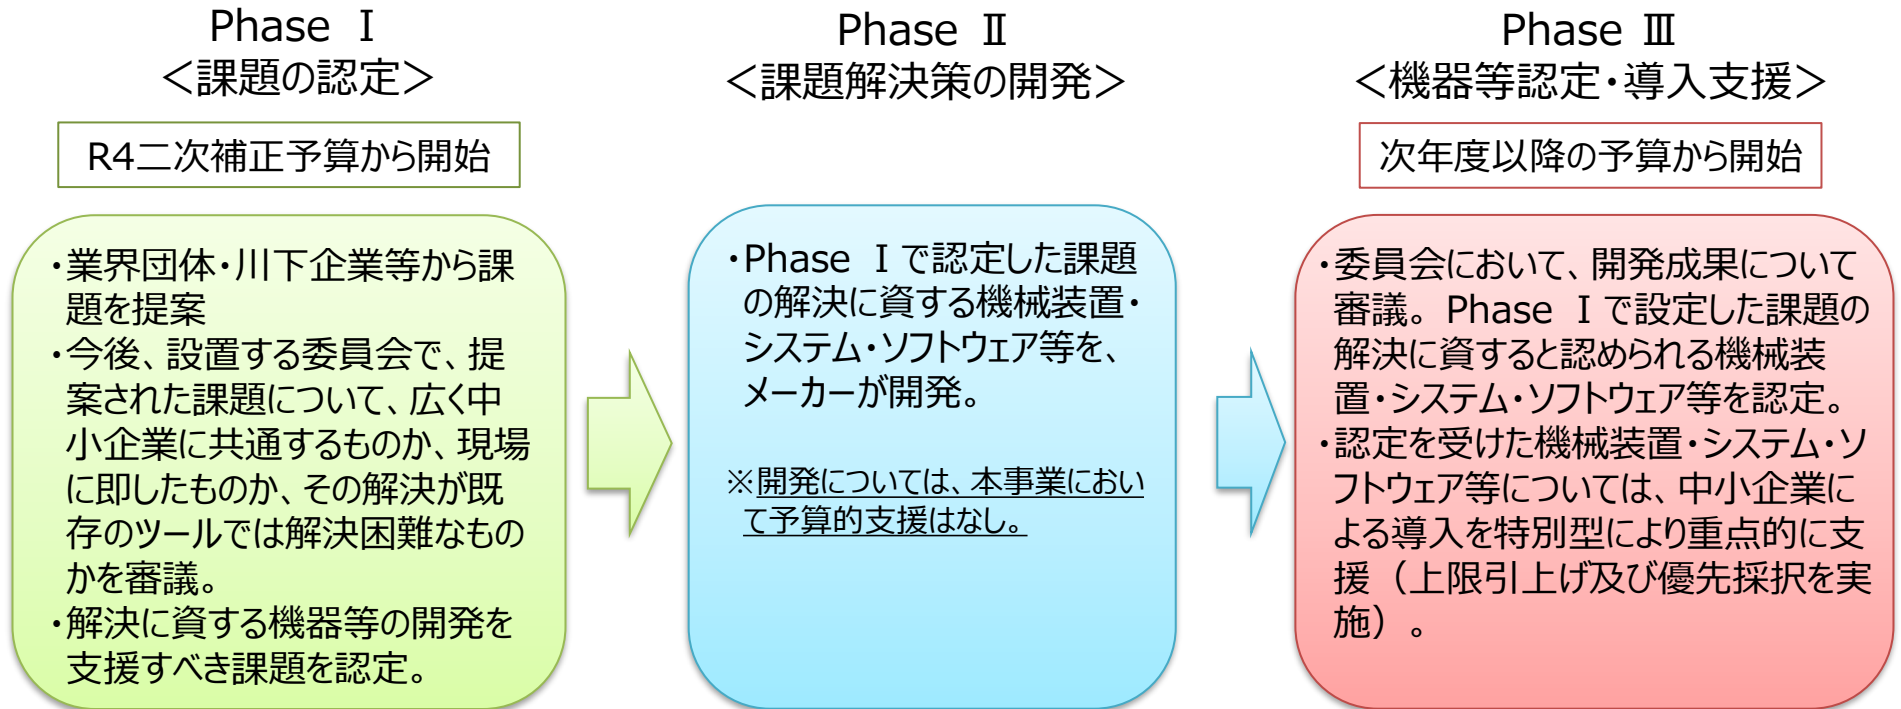 Phase Ⅰ
＜課題の認定＞
R4二次補正予算から開始
・業界団体・川下企業等から課
題を提案
・今後、設置する委員会で、提
案された課題について、広く中
小企業に共通するものか、現場
に即したものか、その解決が既
存のツールでは解決困難なもの
かを審議。
・解決に資する機器等の開発を
支援すべき課題を認定。
Phase Ⅱ
＜課題解決策の開発＞
・Phase Ⅰで認定した課題
の解決に資する機械装置・
システム・ソフトウェア等を、
メーカーが開発。
※開発については、本事業におい
て予算的支援はなし。
Phase Ⅲ
＜機器等認定・導入支援＞
次年度以降の予算から開始
・委員会において、開発成果について
審議。Phase Ⅰで設定した課題の
解決に資すると認められる機械装
置・システム・ソフトウェア等を認定。
・認定を受けた機械装置・システム・ソ
フトウェア等については、中小企業に
よる導入を特別型により重点的に支
援（上限引上げ及び優先採択を実
施）。